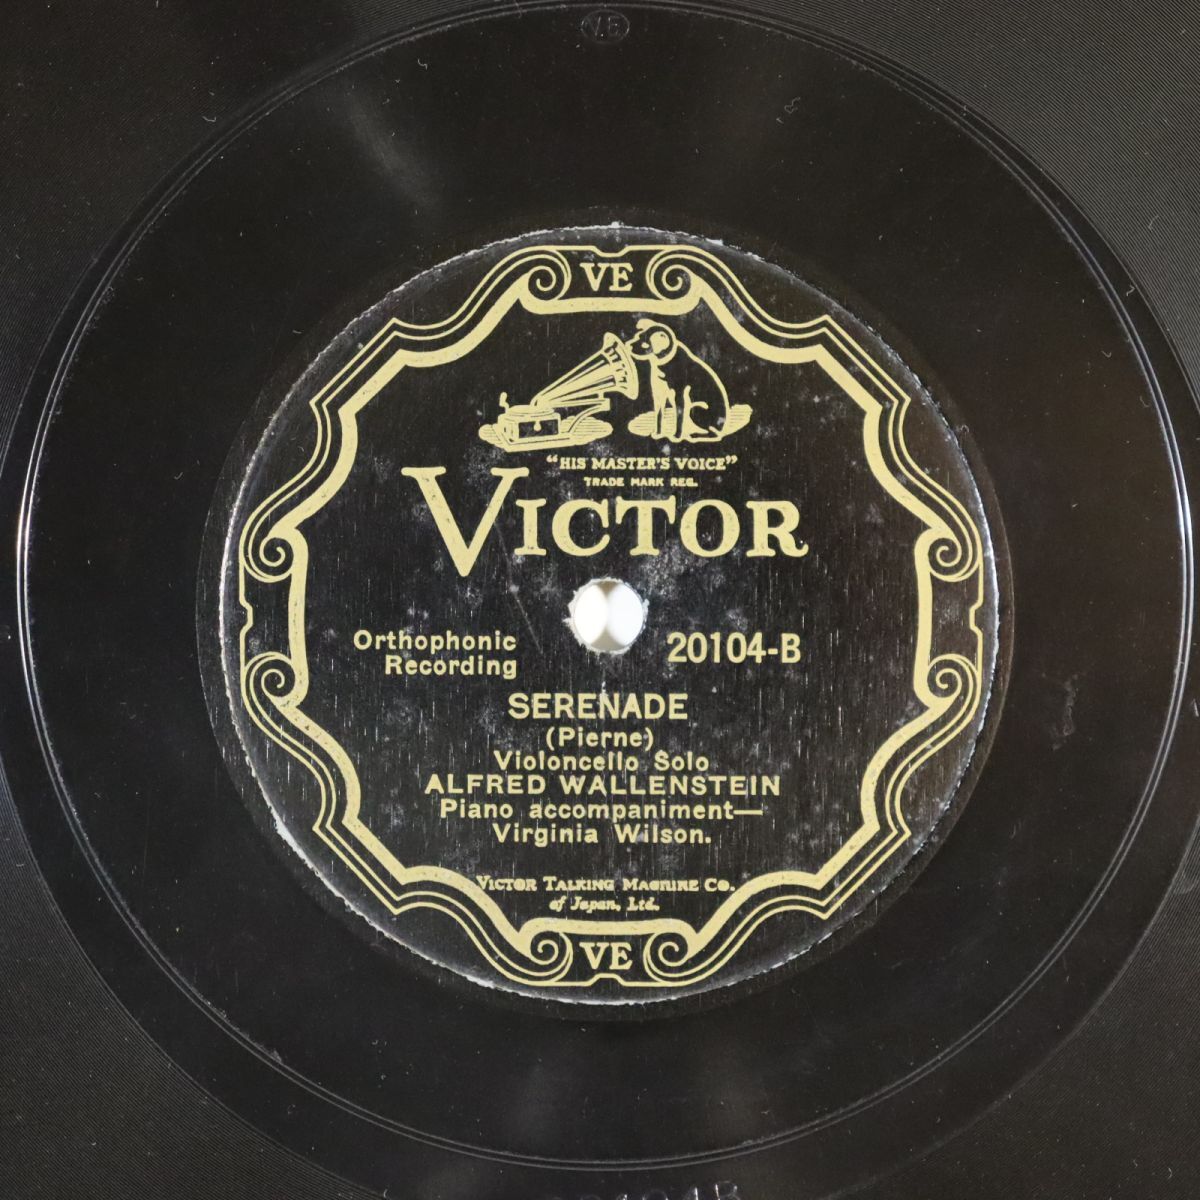 VE
VE
"HIS MASTER'S VOICE"
TRADE MARK REG.
VICTOR
Orthophonic
Recording
20104-B
SERENADE
(Pierne)
Violoncello Solo
ALFRED WALLENSTEIN
Piano accompaniment—
Virginia Wilson.
VICTOR TALKING MACHINE CO.
of Japan, Ltd.
VE